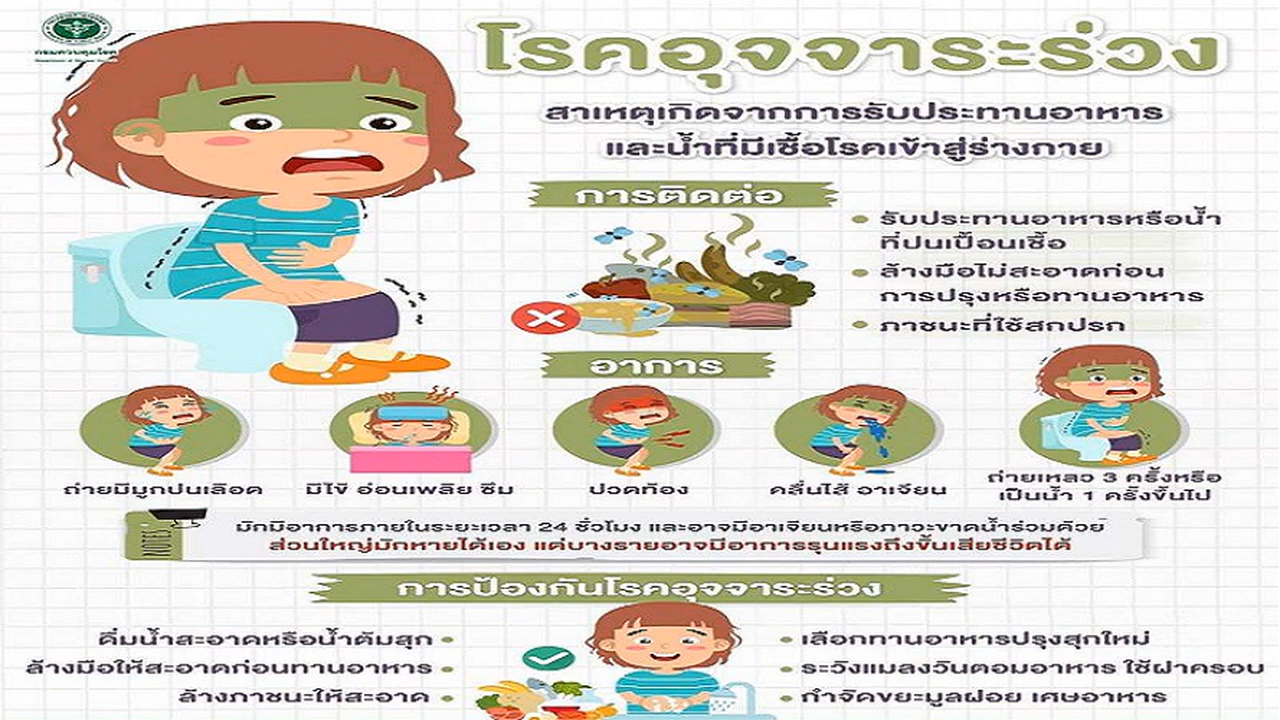 กรมควบคุมโรค
โรคอุจจาระร่วง
สาเหตุเกิดจากการรับประทานอาหาร
และน้ำที่มีเชื้อโรคเข้าสู่ร่างกาย
การติดต่อ
รับประทานอาหารหรือน้ำ
ที่ปนเปื้อนเชื้อ
ล้างมือไม่สะอาดก่อน
การปรุงหรือทานอาหาร
ภาชนะที่ใช้สกปรก
อาการ
ถ่ายมีมูกปนเลือด
มีไข้ อ่อนเพลีย ซึม
ปวดท้อง
คลื่นไส้ อาเจียน
ถ่ายเหลว 3 ครั้งหรือ
เป็นน้ำ 1 ครั้งขึ้นไป
NOTES
มักมีอาการภายในระยะเวลา 24 ชั่วโมง และอาจมีอาเจียนหรือภาวะขาดน้ำร่วมด้วย
ส่วนใหญ่มักหายได้เอง แต่บางรายอาจมีอาการรุนแรงถึงขั้นเสียชีวิตได้
การป้องกันโรคอุจจาระร่วง
ดื่มน้ำสะอาดหรือน้ำต้มสุก
ล้างมือให้สะอาดก่อนทานอาหาร
ล้างภาชนะให้สะอาด
เลือกทานอาหารปรุงสุกใหม่
ระวังแมลงวันตอมอาหาร ใช้ฝาครอบ
กำจัดขยะมูลฝอย เศษอาหาร